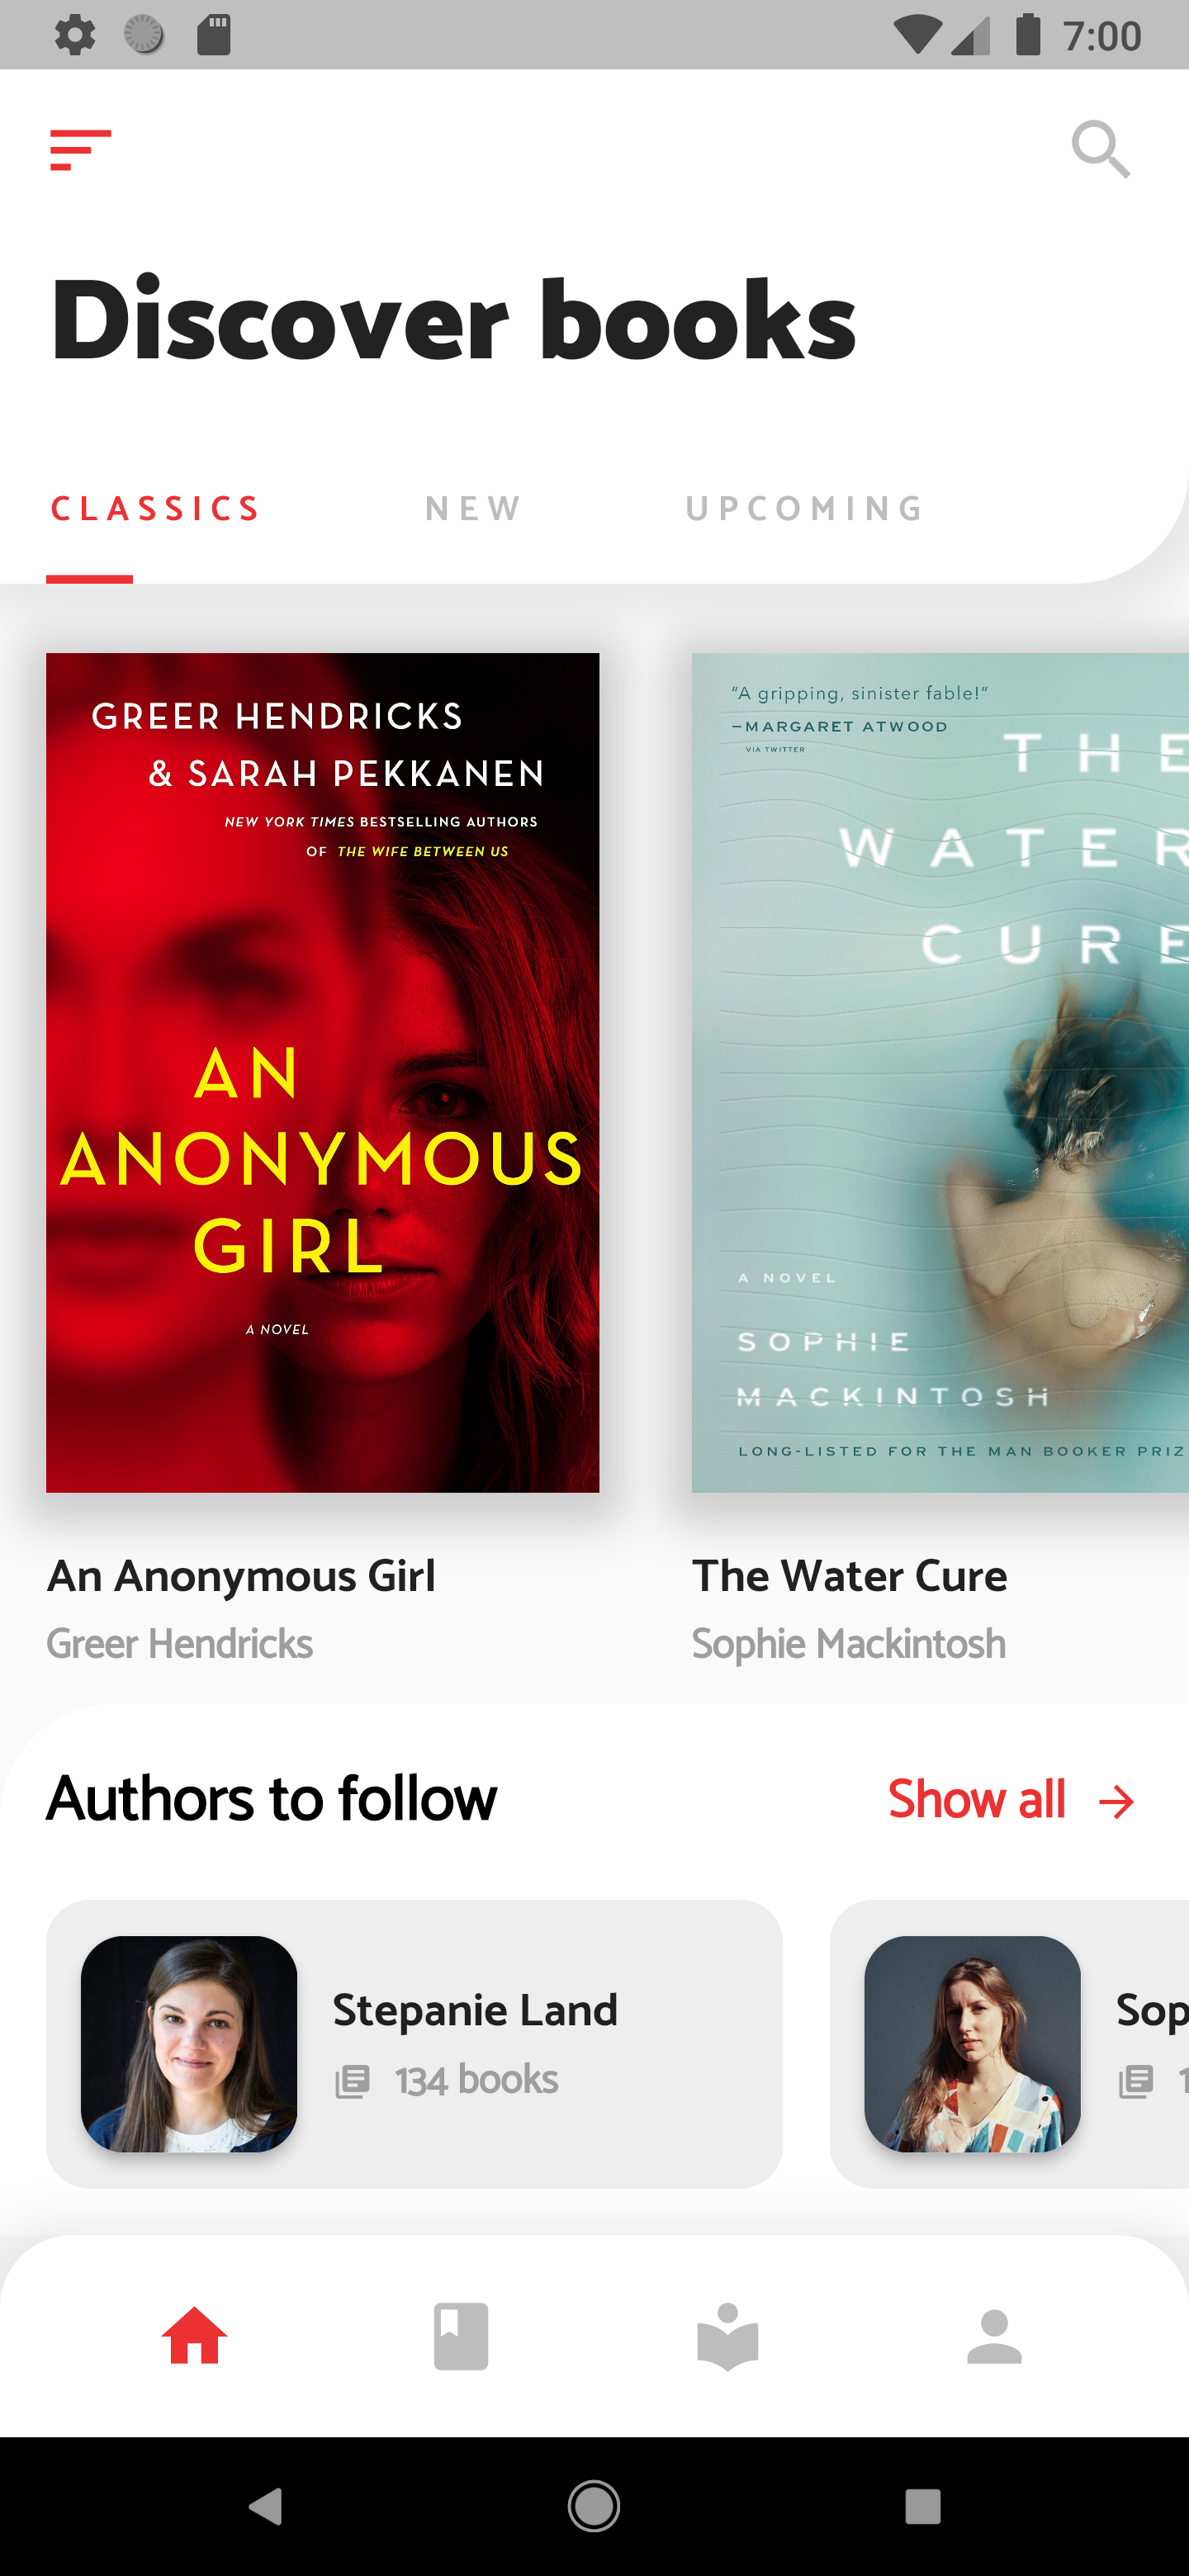 7:00
Discover books
CLASSICS NEW UPCOMING
GREER HENDRICKS
& SARAH PEKKANEN
NEW YORK TIMES BESTSELLING AUTHORS
OF THE WIFE BETWEEN US
AN
ANONYMOUS
GIRL
A NOVEL
"A gripping, sinister fable!"
—MARGARET ATWOOD
VIA TWITTER
THE
WATER
CURE
A NOVEL
SOPHIE
MACKINTOSH
LONG-LISTED FOR THE MAN BOOKER PRIZ
An Anonymous Girl
Greer Hendricks
The Water Cure
Sophie Mackintosh
Authors to follow
Show all →
Stepanie Land
134 books
Sop
1